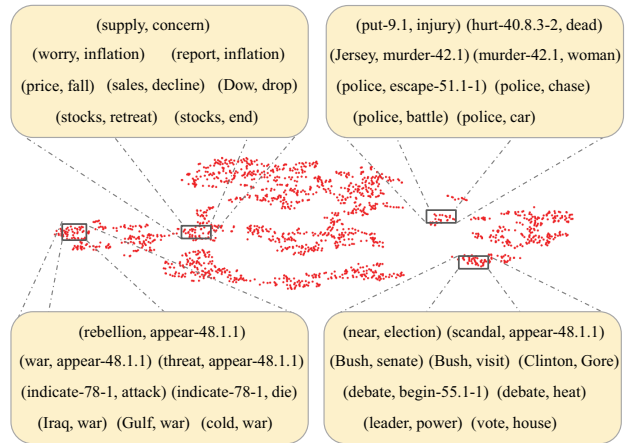 (supply, concern)
(worry, inflation) (report, inflation)
(price, fall) (sales, decline) (Dow, drop)
(stocks, retreat) (stocks, end)
(put-9.1, injury) (hurt-40.8.3-2, dead)
(Jersey, murder-42.1) (murder-42.1, woman)
(police, escape-51.1-1) (police, chase)
(police, battle) (police, car)
(rebellion, appear-48.1.1)
(war, appear-48.1.1) (threat, appear-48.1.1)
(indicate-78-1, attack) (indicate-78-1, die)
(Iraq, war) (Gulf, war) (cold, war)
(near, election) (scandal, appear-48.1.1)
(Bush, senate) (Bush, visit) (Clinton, Gore)
(debate, begin-55.1-1) (debate, heat)
(leader, power) (vote, house)